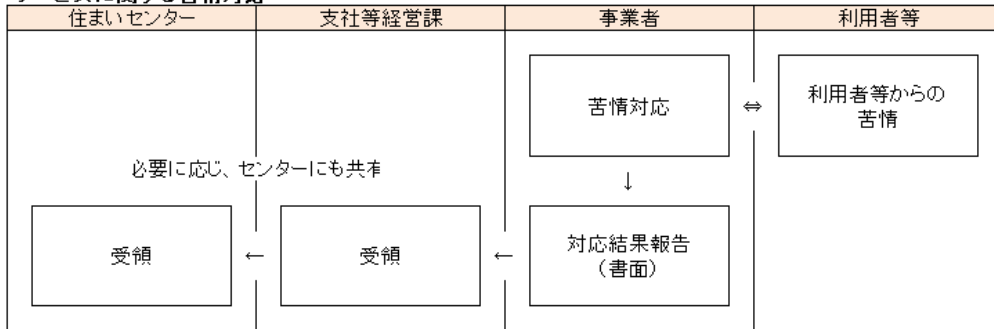 住まいセンター
支社等経営課
事業者
利用者等
苦情対応
⇔
利用者等からの
苦情
必要に応じ、センターにも共有
↓
受領
←
受領
←
対応結果報告
（書面）